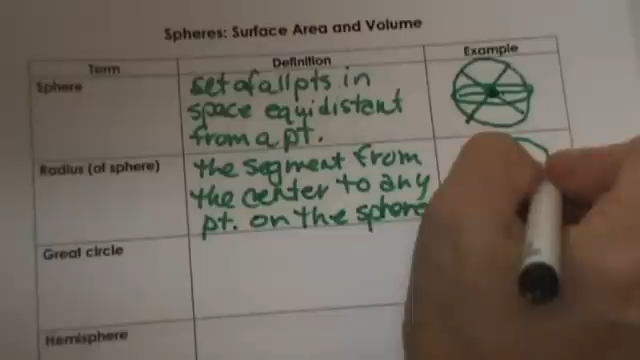 Spheres: Surface Area and Volume
Term Definition Example
Sphere
set of all pts in
space equidistant
from a pt.
Radius (of sphere)
the segment from
the center to any
pt. on the sphere
Great circle
Hemisphere